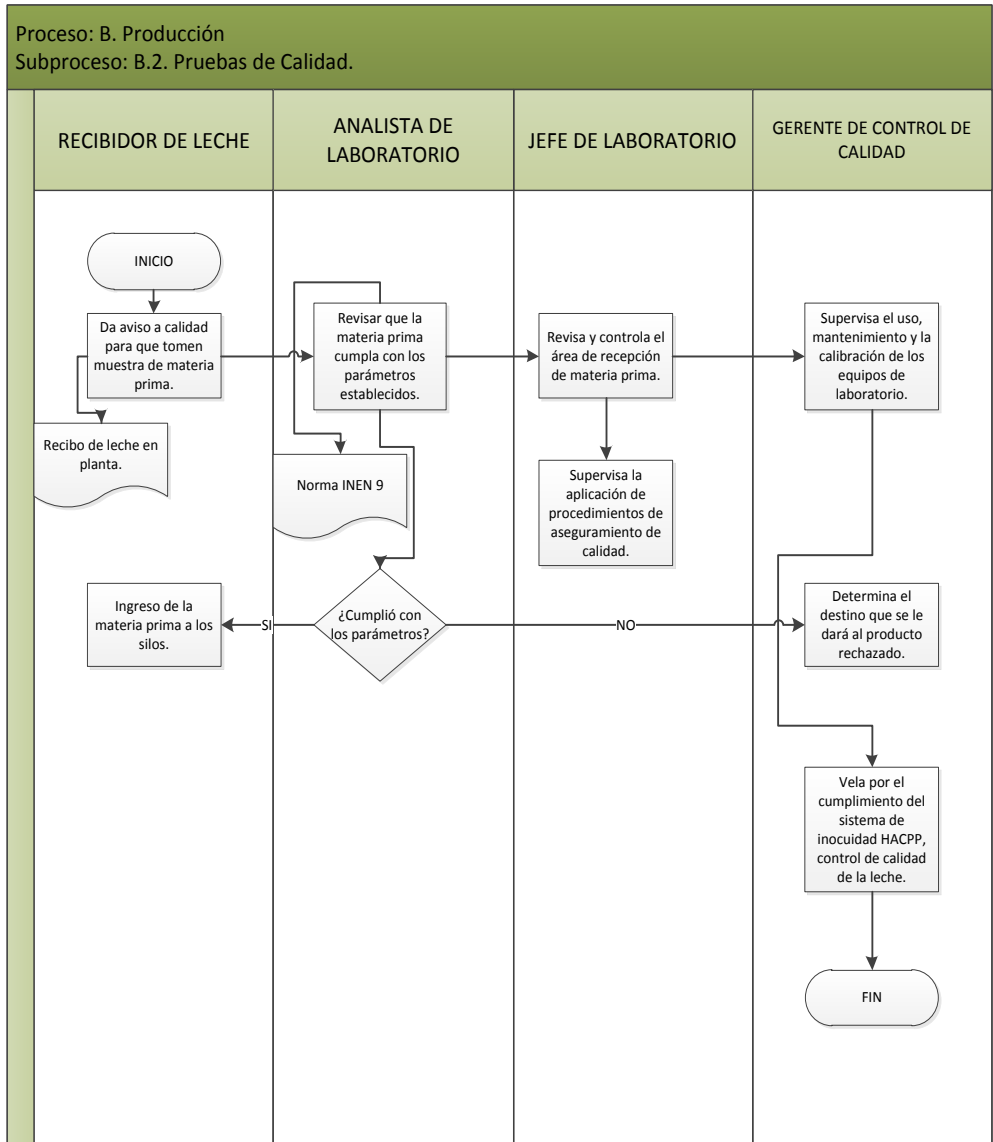 Proceso: B. Producción
Subproceso: B.2. Pruebas de Calidad.
RECIBIDOR DE LECHE
ANALISTA DE
LABORATORIO
JEFE DE LABORATORIO
GERENTE DE CONTROL DE
CALIDAD
INICIO
Da aviso a calidad
para que tomen
muestra de materia
prima.
Revisar que la
materia prima
cumpla con los
parámetros
establecidos.
Revisa y controla el
área de recepción
de materia prima.
Supervisa el uso,
mantenimiento y la
calibración de los
equipos de
laboratorio.
Recibo de leche en
planta.
Norma INEN 9
Supervisa la
aplicación de
procedimientos de
aseguramiento de
calidad.
Ingreso de la
materia prima a los
silos.
SI
¿Cumplió con
los parámetros?
NO
Determina el
destino que se le
dará al producto
rechazado.
Vela por el
cumplimiento del
sistema de
inocuidad HACPP,
control de calidad
de la leche.
FIN